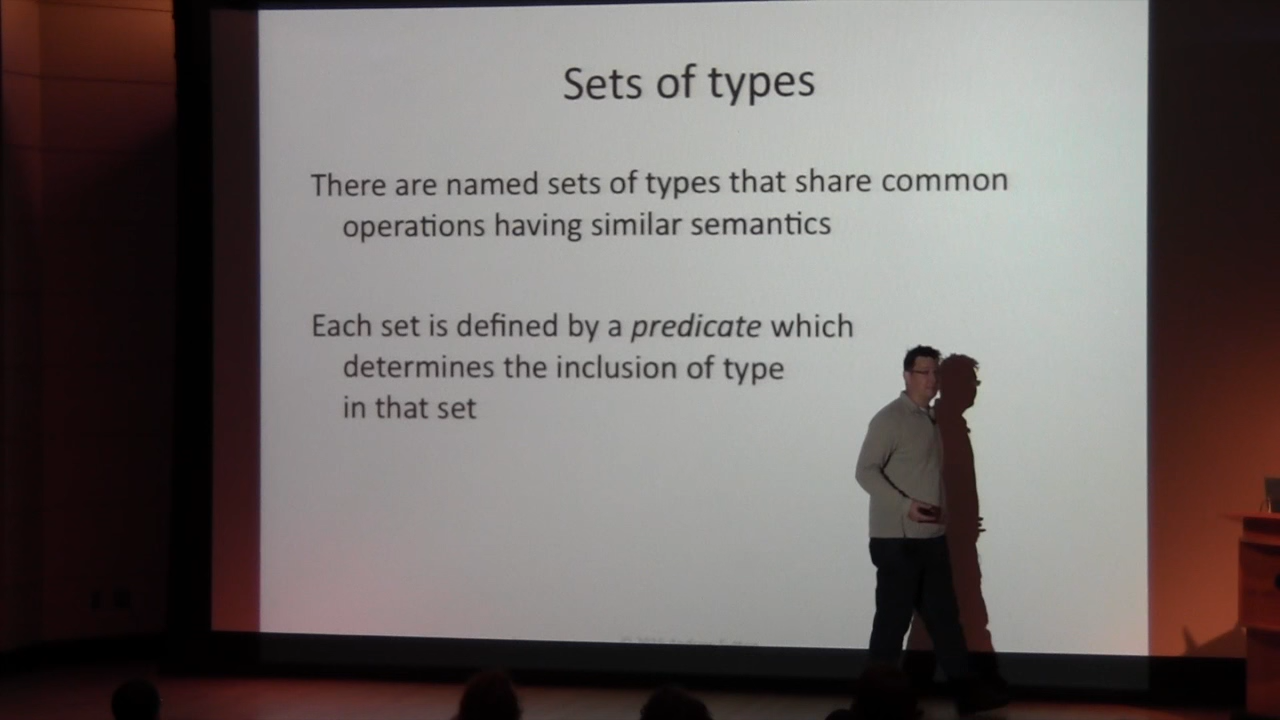 Sets of types
There are named sets of types that share common
operations having similar semantics
Each set is defined by a predicate which
determines the inclusion of type
in that set